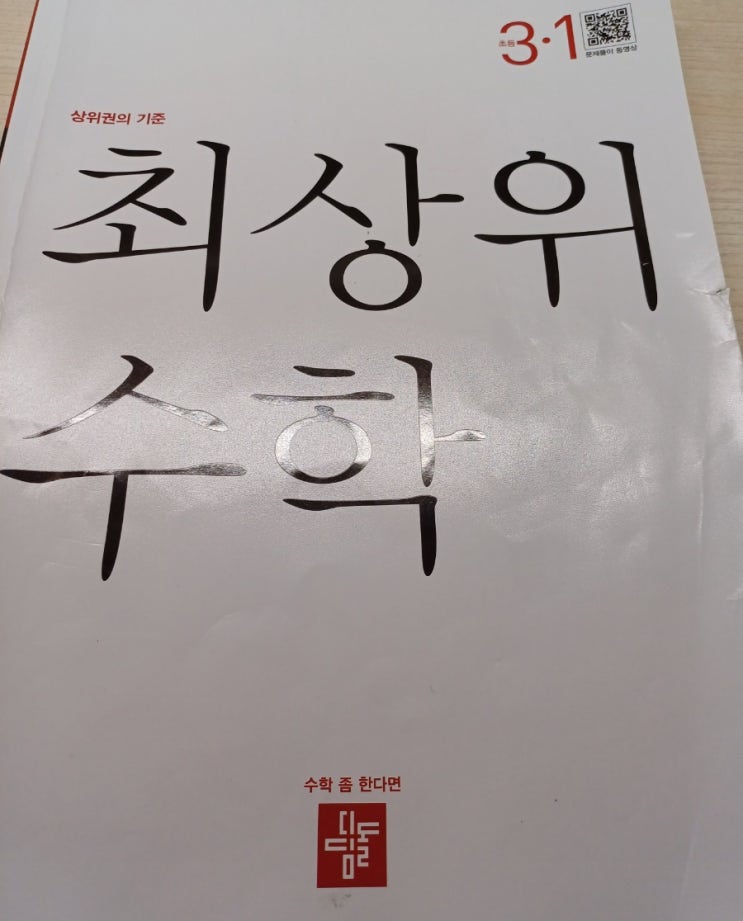 초등 3·1
문제풀이 동영상
상위권의 기준
최상위
수학
수학 좀 한다면
디딤돌